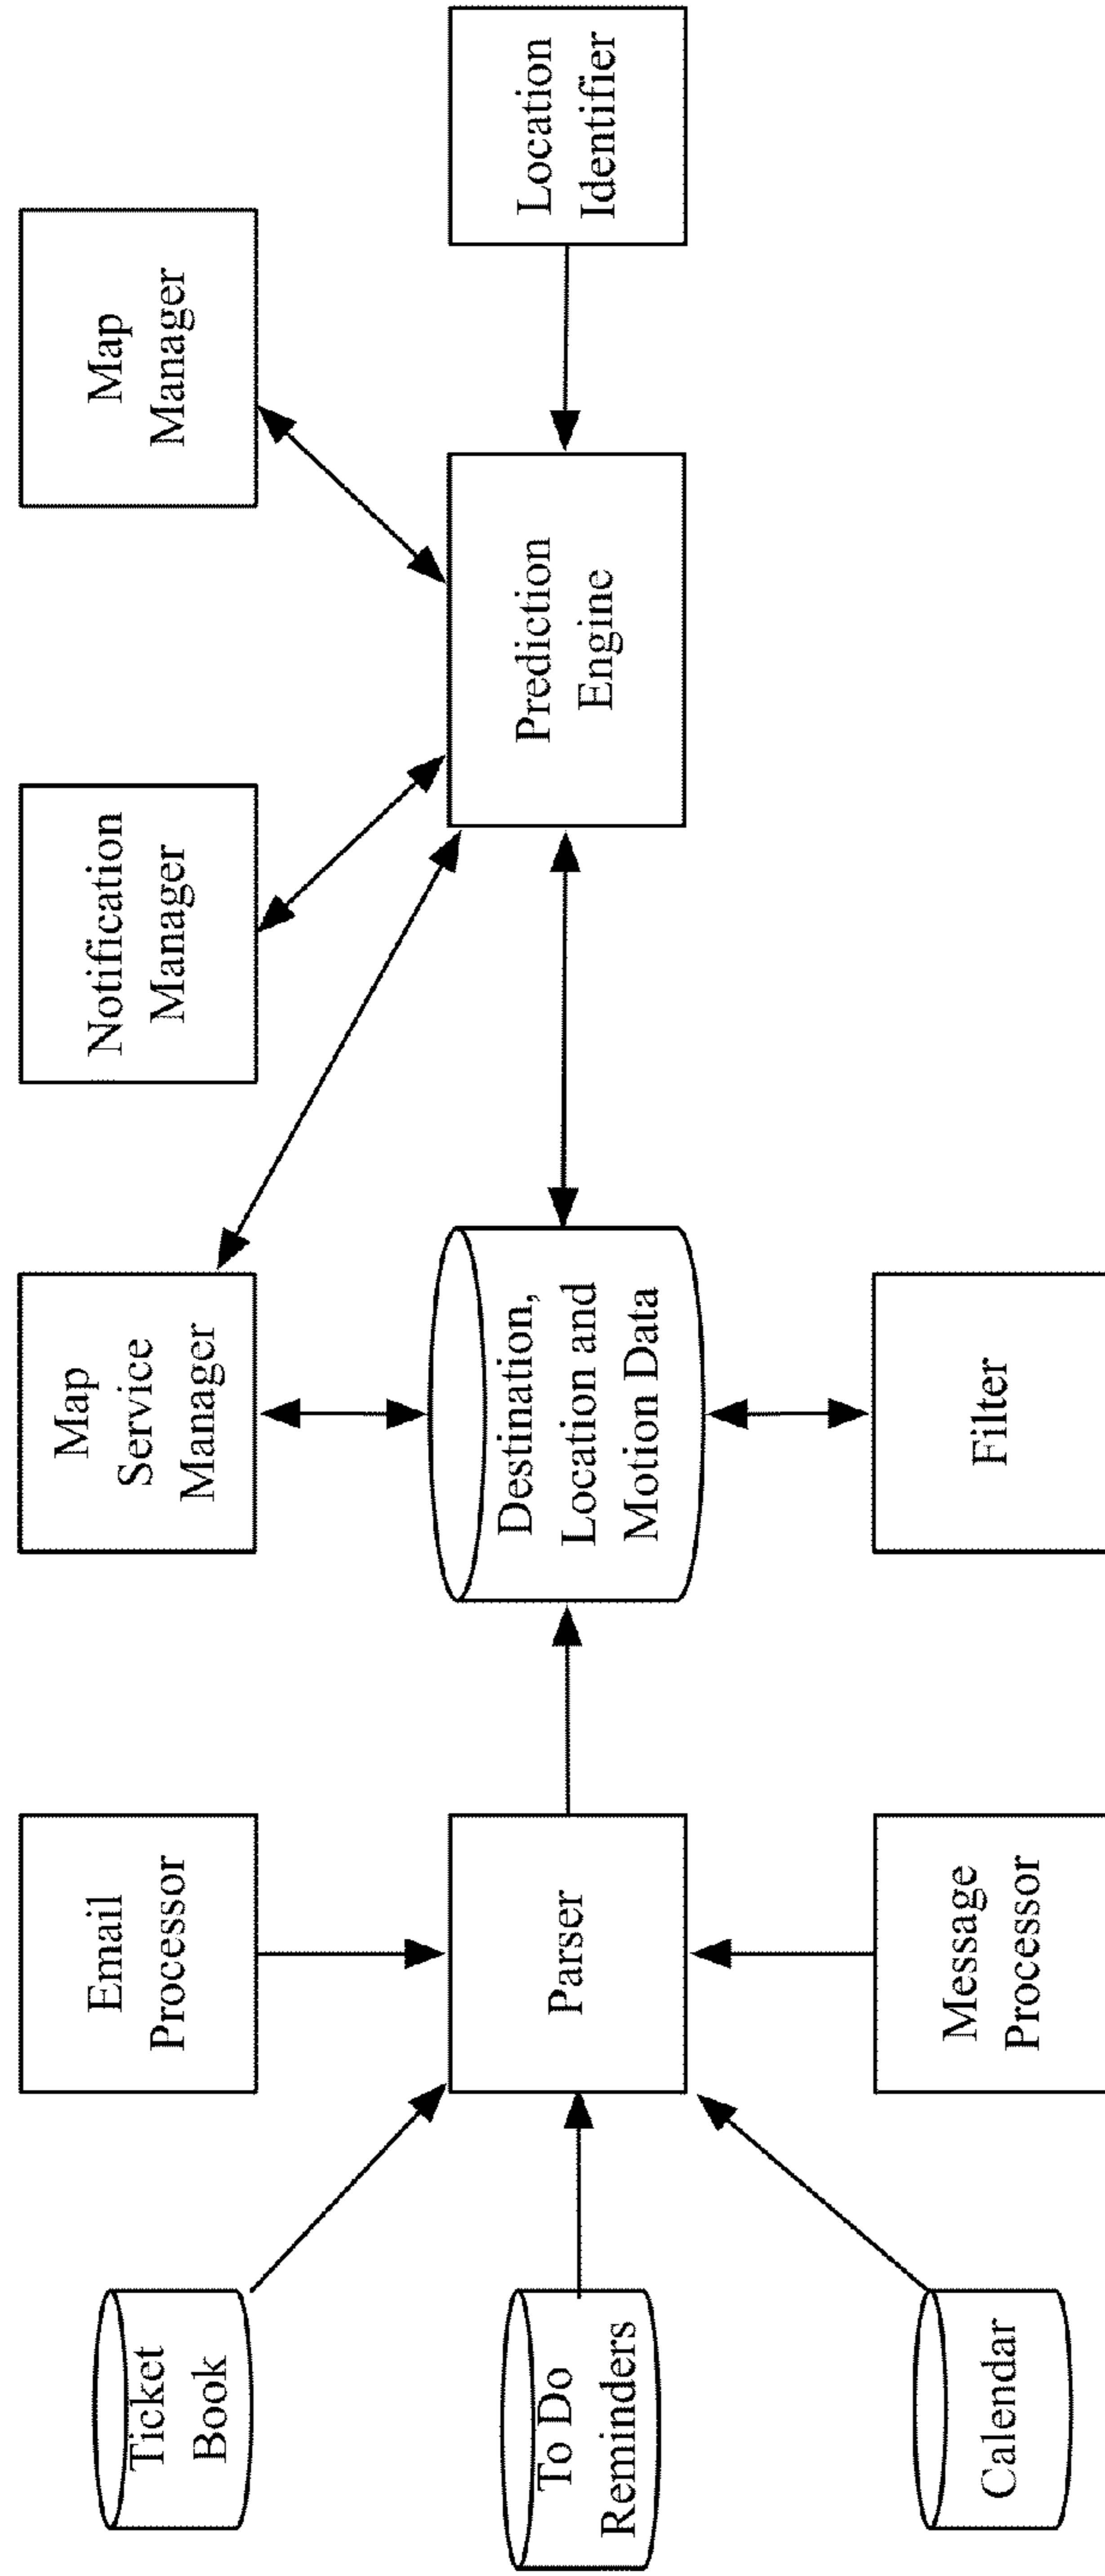 Ticket
Book
To Do
Reminders
Calendar
Email
Processor
Parser
Message
Processor
Map
Service
Manager
Destination,
Location and
Motion Data
Filter
Notification
Manager
Prediction
Engine
Map
Manager
Location
Identifier